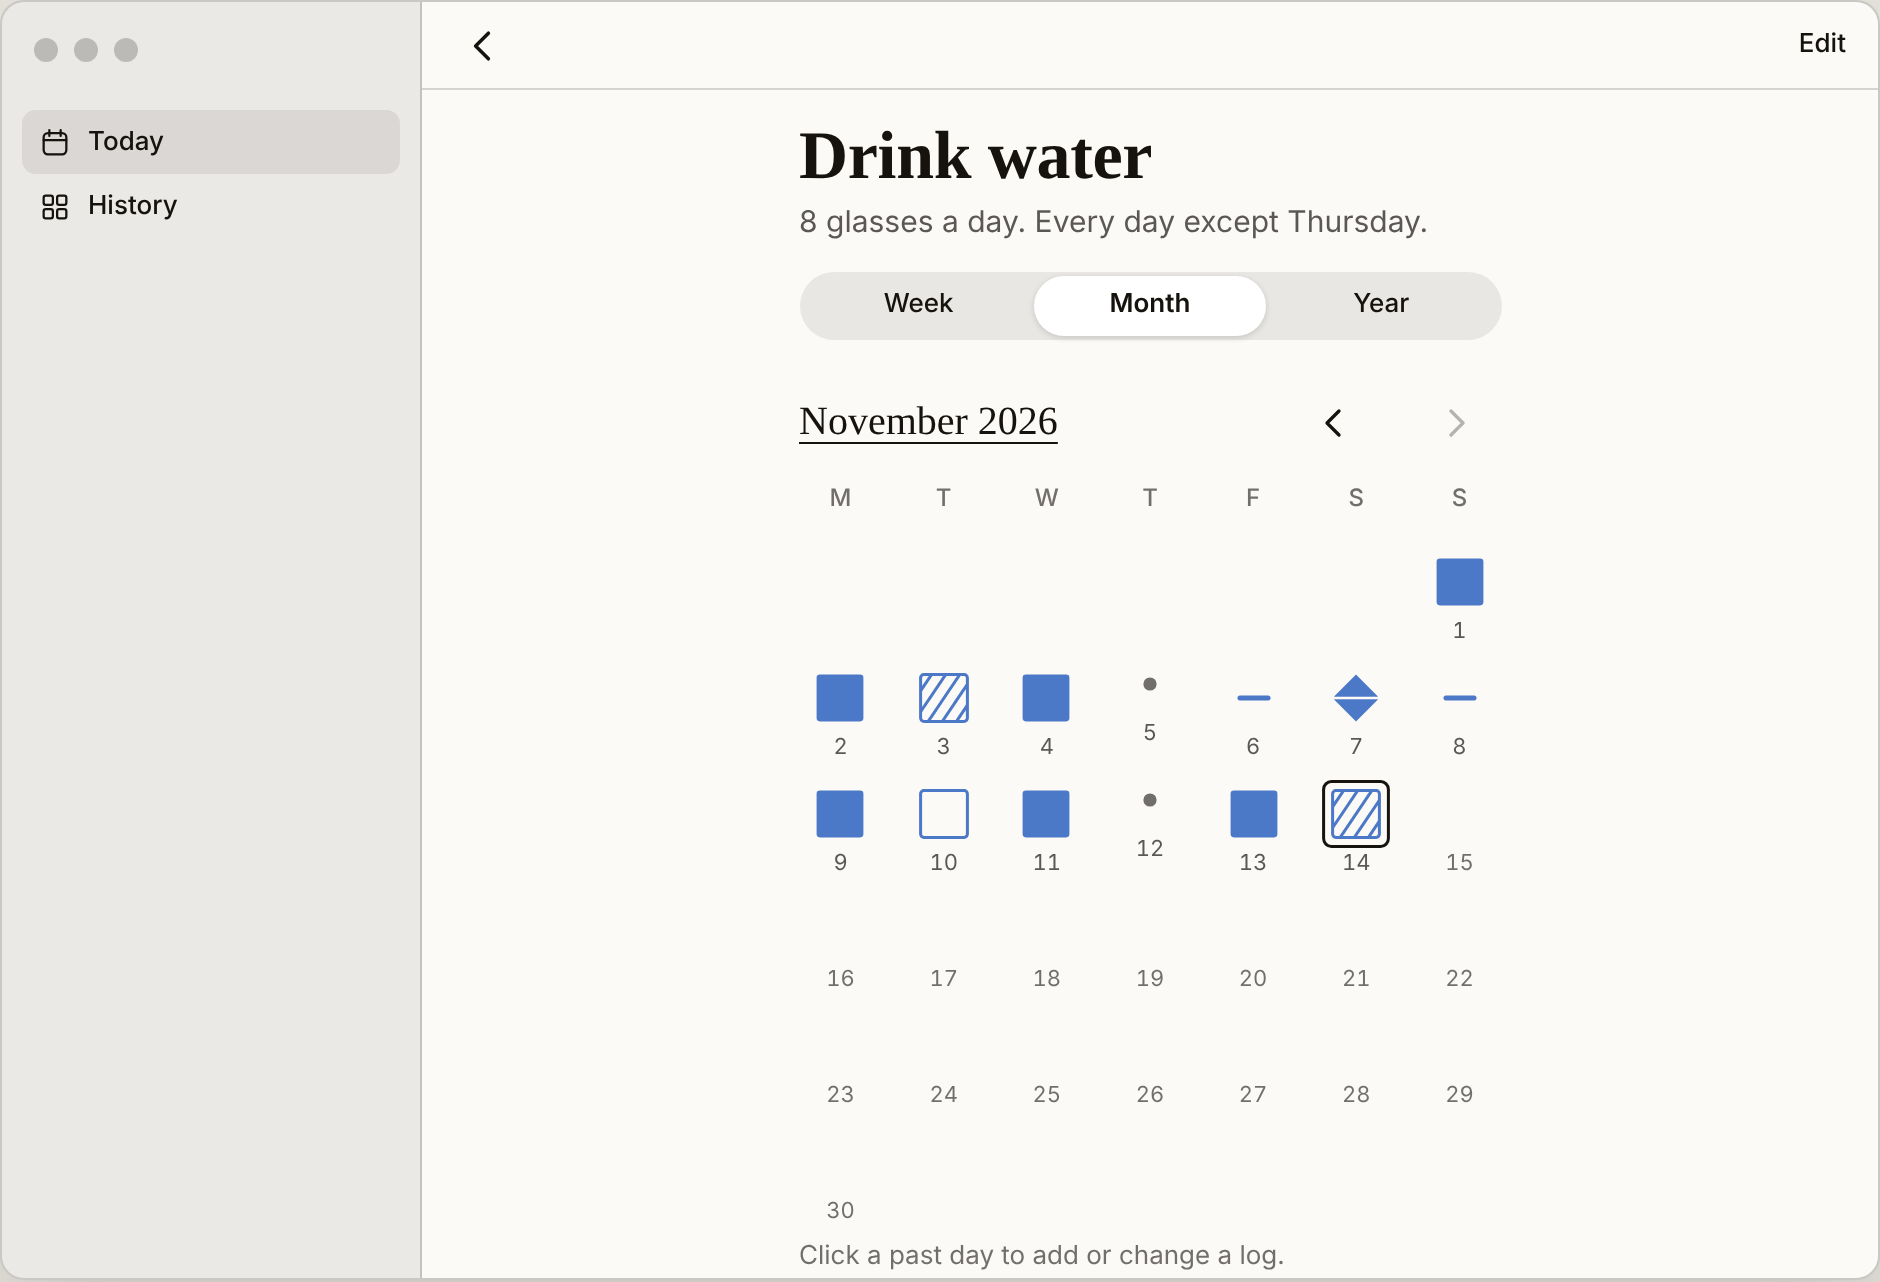 Edit
Today
History
Drink water
8 glasses a day. Every day except Thursday.
Week Month Year
November 2026
M T W T F S S
1
2 3 4 5 6 7 8
9 10 11 12 13 14 15
16 17 18 19 20 21 22
23 24 25 26 27 28 29
30
Click a past day to add or change a log.